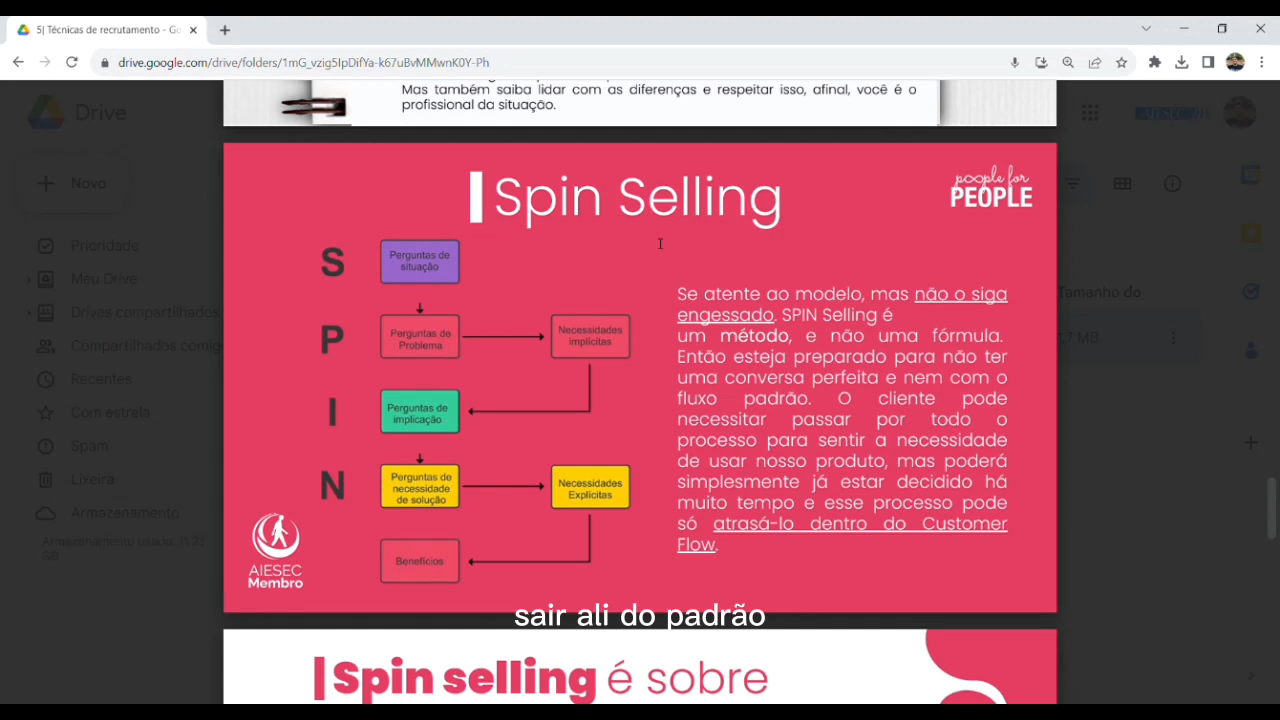 5| Técnicas de recrutamento - Go
drive.google.com/drive/folders/1mG_vzig5IpDifYa-k67uBvMMwnK0Y-Ph
Drive
Novo
Prioridade
Meu Drive
Drives compartilhados
Compartilhados comigo
Recentes
Com estrela
Spam
Lixeira
Armazenamento
Armazenamento usado: 11,23
GB
Tamanho do
Mas também saiba lidar com as diferenças e respeitar isso, afinal, você é o
profissional da situação.
Spin Selling
people for
PEOPLE
S
Perguntas de
situação
P
Perguntas de
Problema
Necessidades
implícitas
I
Perguntas de
implicação
N
Perguntas de
necessidade
de solução
Necessidades
Explícitas
Benefícios
Se atente ao modelo, mas não o siga
engessado. SPIN Selling é
um método, e não uma fórmula.
Então esteja preparado para não ter
uma conversa perfeita e nem com o
fluxo padrão. O cliente pode
necessitar passar por todo o
processo para sentir a necessidade
de usar nosso produto, mas poderá
simplesmente já estar decidido há
muito tempo e esse processo pode
só atrasá-lo dentro do Customer
Flow.
AIESEC
Membro
sair ali do padrão
|Spin selling é sobre